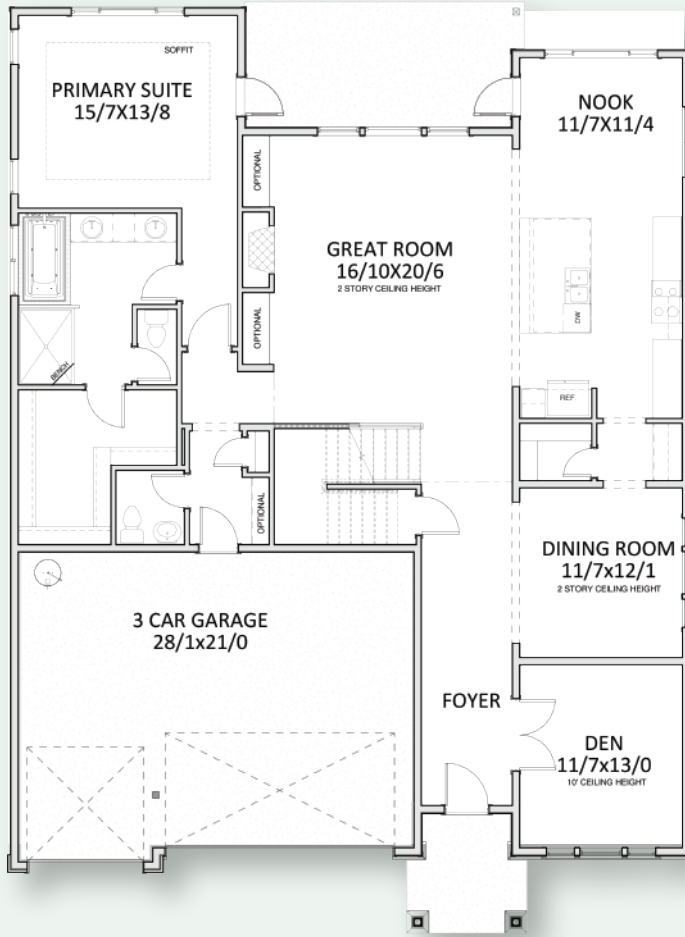 SOFFIT
PRIMARY SUITE
15/7X13/8
NOOK
11/7X11/4
OPTIONAL
GREAT ROOM
16/10X20/6
2 STORY CEILING HEIGHT
OPTIONAL
DW
BENCH
REF.
OPTIONAL
DINING ROOM
11/7x12/1
2 STORY CEILING HEIGHT
3 CAR GARAGE
28/1x21/0
FOYER
DEN
11/7x13/0
10' CEILING HEIGHT